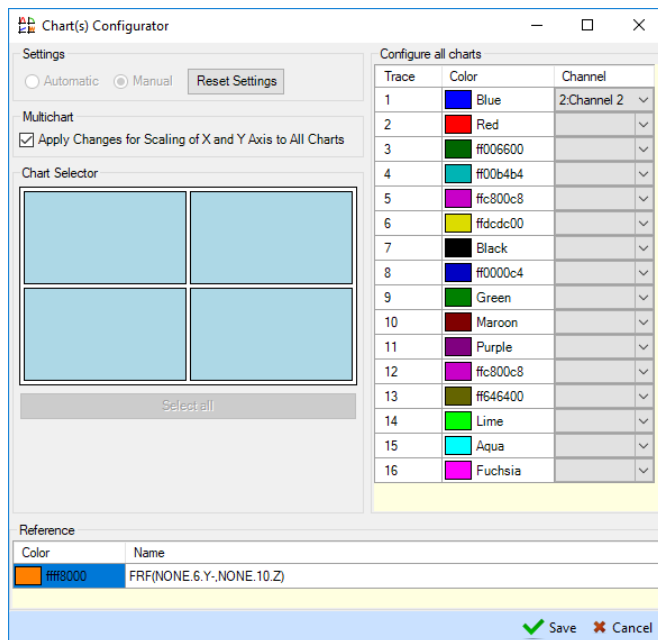 Chart(s) Configurator
Settings
Automatic Manual Reset Settings
Multichart
Apply Changes for Scaling of X and Y Axis to All Charts
Chart Selector
Select all
Configure all charts
Trace Color Channel
1 Blue 2:Channel 2
2 Red
3 ff006600
4 ff00b4b4
5 ffc800c8
6 ffdcdc00
7 Black
8 ff0000c4
9 Green
10 Maroon
11 Purple
12 ffc800c8
13 ff646400
14 Lime
15 Aqua
16 Fuchsia
Reference
Color Name
ffff8000 FRF(NONE.6.Y-,NONE.10.Z)
Save Cancel